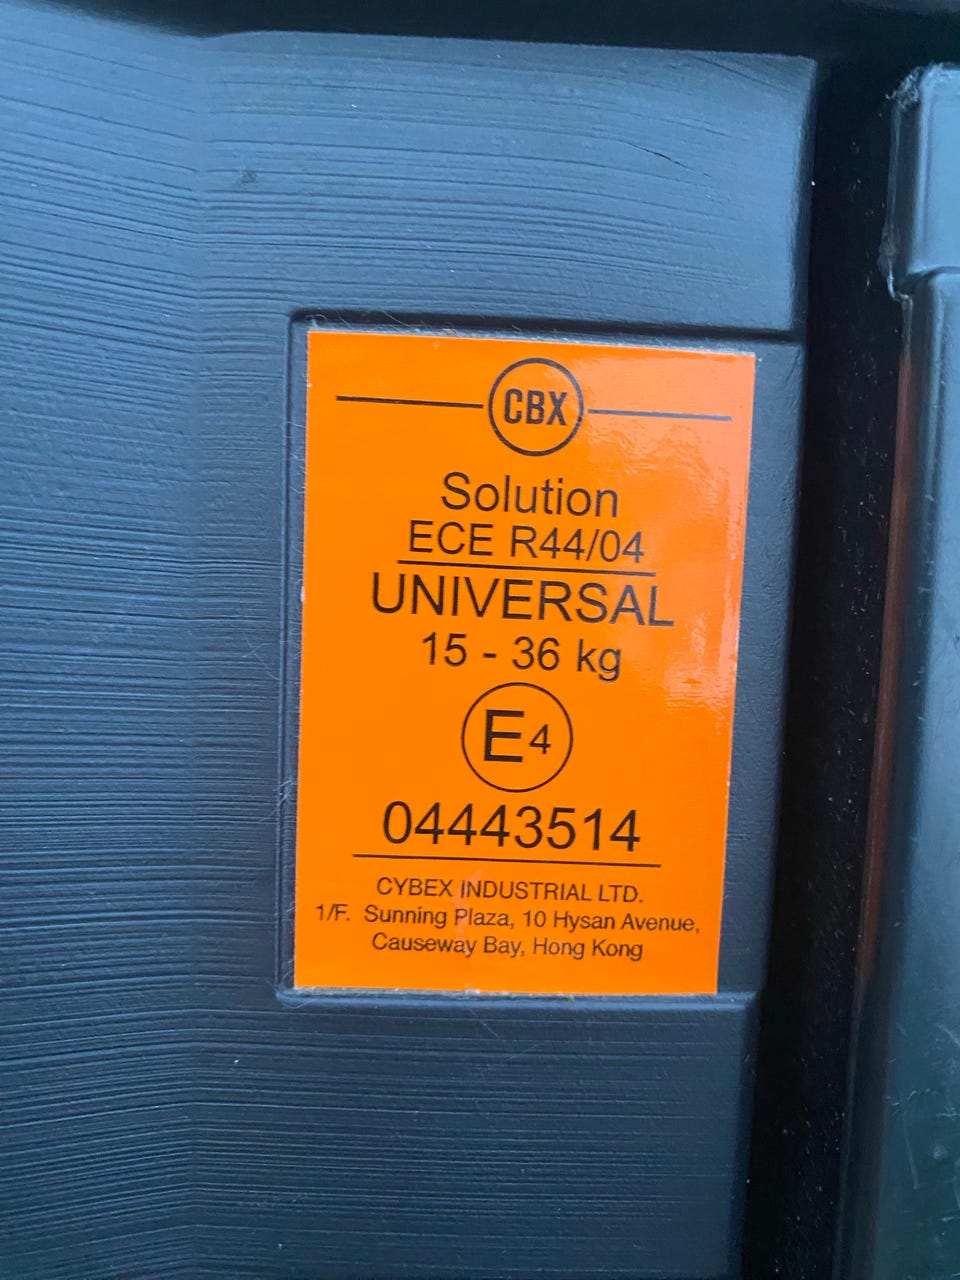 CBX
Solution
ECE R44/04
UNIVERSAL
15 - 36 kg
E4
04443514
CYBEX INDUSTRIAL LTD.
1/F. Sunning Plaza, 10 Hysan Avenue,
Causeway Bay, Hong Kong